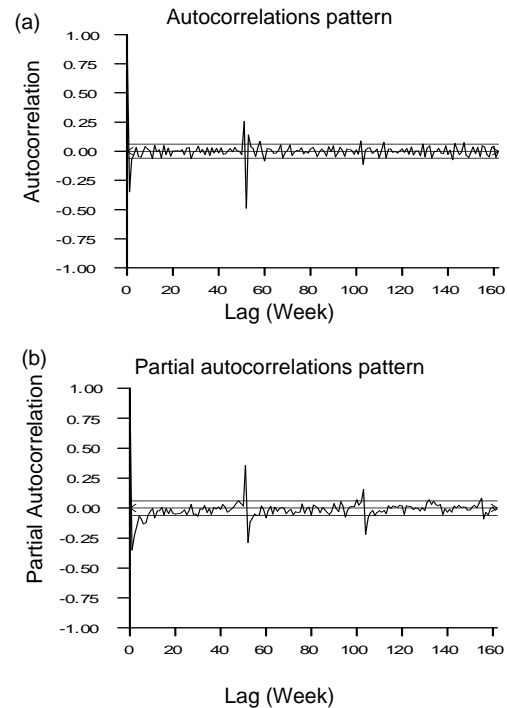 (a)
Autocorrelations pattern
Autocorrelation
1.00
0.75
0.50
0.25
0.00
-0.25
-0.50
-0.75
-1.00
0 20 40 60 80 100 120 140 160
Lag (Week)
(b)
Partial autocorrelations pattern
Partial Autocorrelation
1.00
0.75
0.50
0.25
0.00
-0.25
-0.50
-0.75
-1.00
0 20 40 60 80 100 120 140 160
Lag (Week)